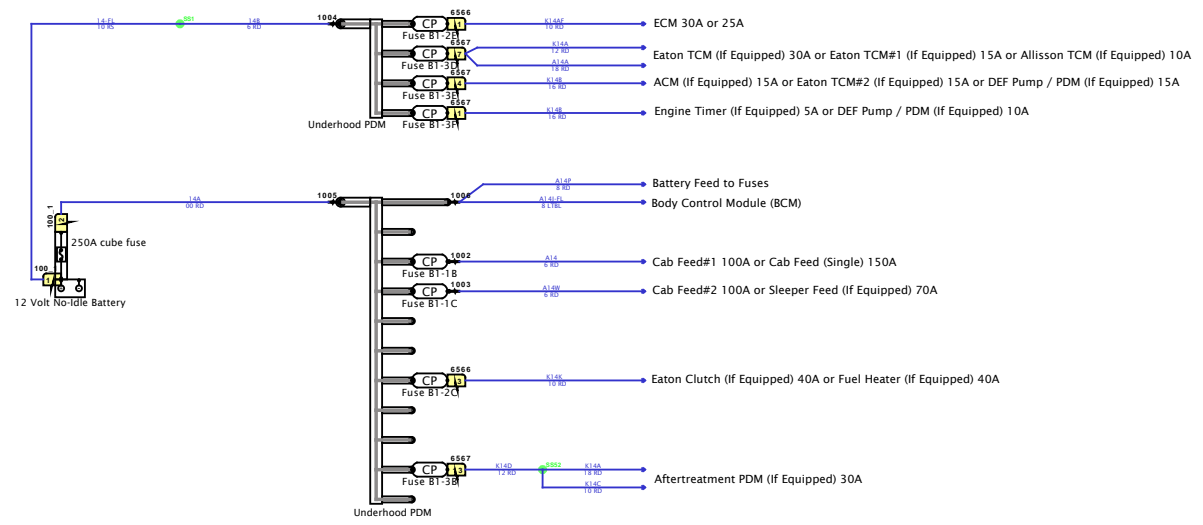 14-FL
10 RS
SS1
14B
6 RD
1004
CP
6566
1
K14AF
10 RD
ECM 30A or 25A
Fuse B1-2E
CP
6567
7
K14A
12 RD
A14A
18 RD
Eaton TCM (If Equipped) 30A or Eaton TCM#1 (If Equipped) 15A or Allisson TCM (If Equipped) 10A
Fuse B1-3D
CP
6567
4
K14B
16 RD
ACM (If Equipped) 15A or Eaton TCM#2 (If Equipped) 15A or DEF Pump / PDM (If Equipped) 15A
Fuse B1-3E
CP
6567
1
K14B
16 RD
Engine Timer (If Equipped) 5A or DEF Pump / PDM (If Equipped) 10A
Underhood PDM
Fuse B1-3F
A14P
8 RD
Battery Feed to Fuses
14A
00 RD
1005
1006
A14J-FL
8 LTBL
Body Control Module (BCM)
100_1
2
250A cube fuse
100_
1
12 Volt No-Idle Battery
CP
1002
A14
6 RD
Cab Feed#1 100A or Cab Feed (Single) 150A
Fuse B1-1B
CP
1003
A14W
6 RD
Cab Feed#2 100A or Sleeper Feed (If Equipped) 70A
Fuse B1-1C
CP
6566
3
K14K
10 RD
Eaton Clutch (If Equipped) 40A or Fuel Heater (If Equipped) 40A
Fuse B1-2C
CP
6567
3
K14D
12 RD
SSS2
K14A
18 RD
K14C
10 RD
Aftertreatment PDM (If Equipped) 30A
Fuse B1-3B
Underhood PDM